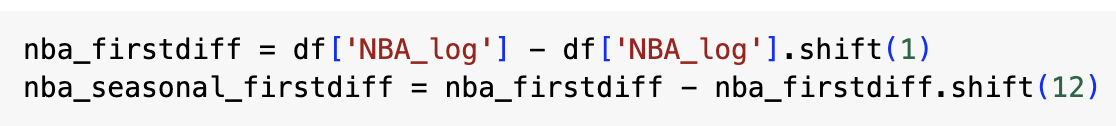 nba_firstdiff = df['NBA_log'] - df['NBA_log'].shift(1)
nba_seasonal_firstdiff = nba_firstdiff - nba_firstdiff.shift(12)